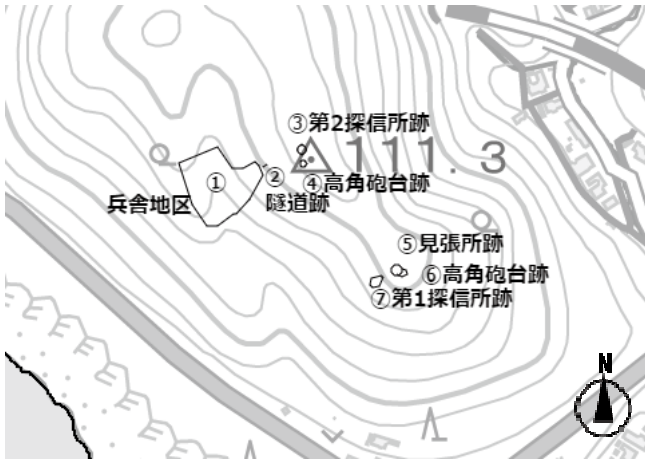 ③第2探信所跡
111.3
①
②
④高角砲台跡
兵舎地区
隧道跡
⑤見張所跡
⑥高角砲台跡
⑦第1探信所跡
N